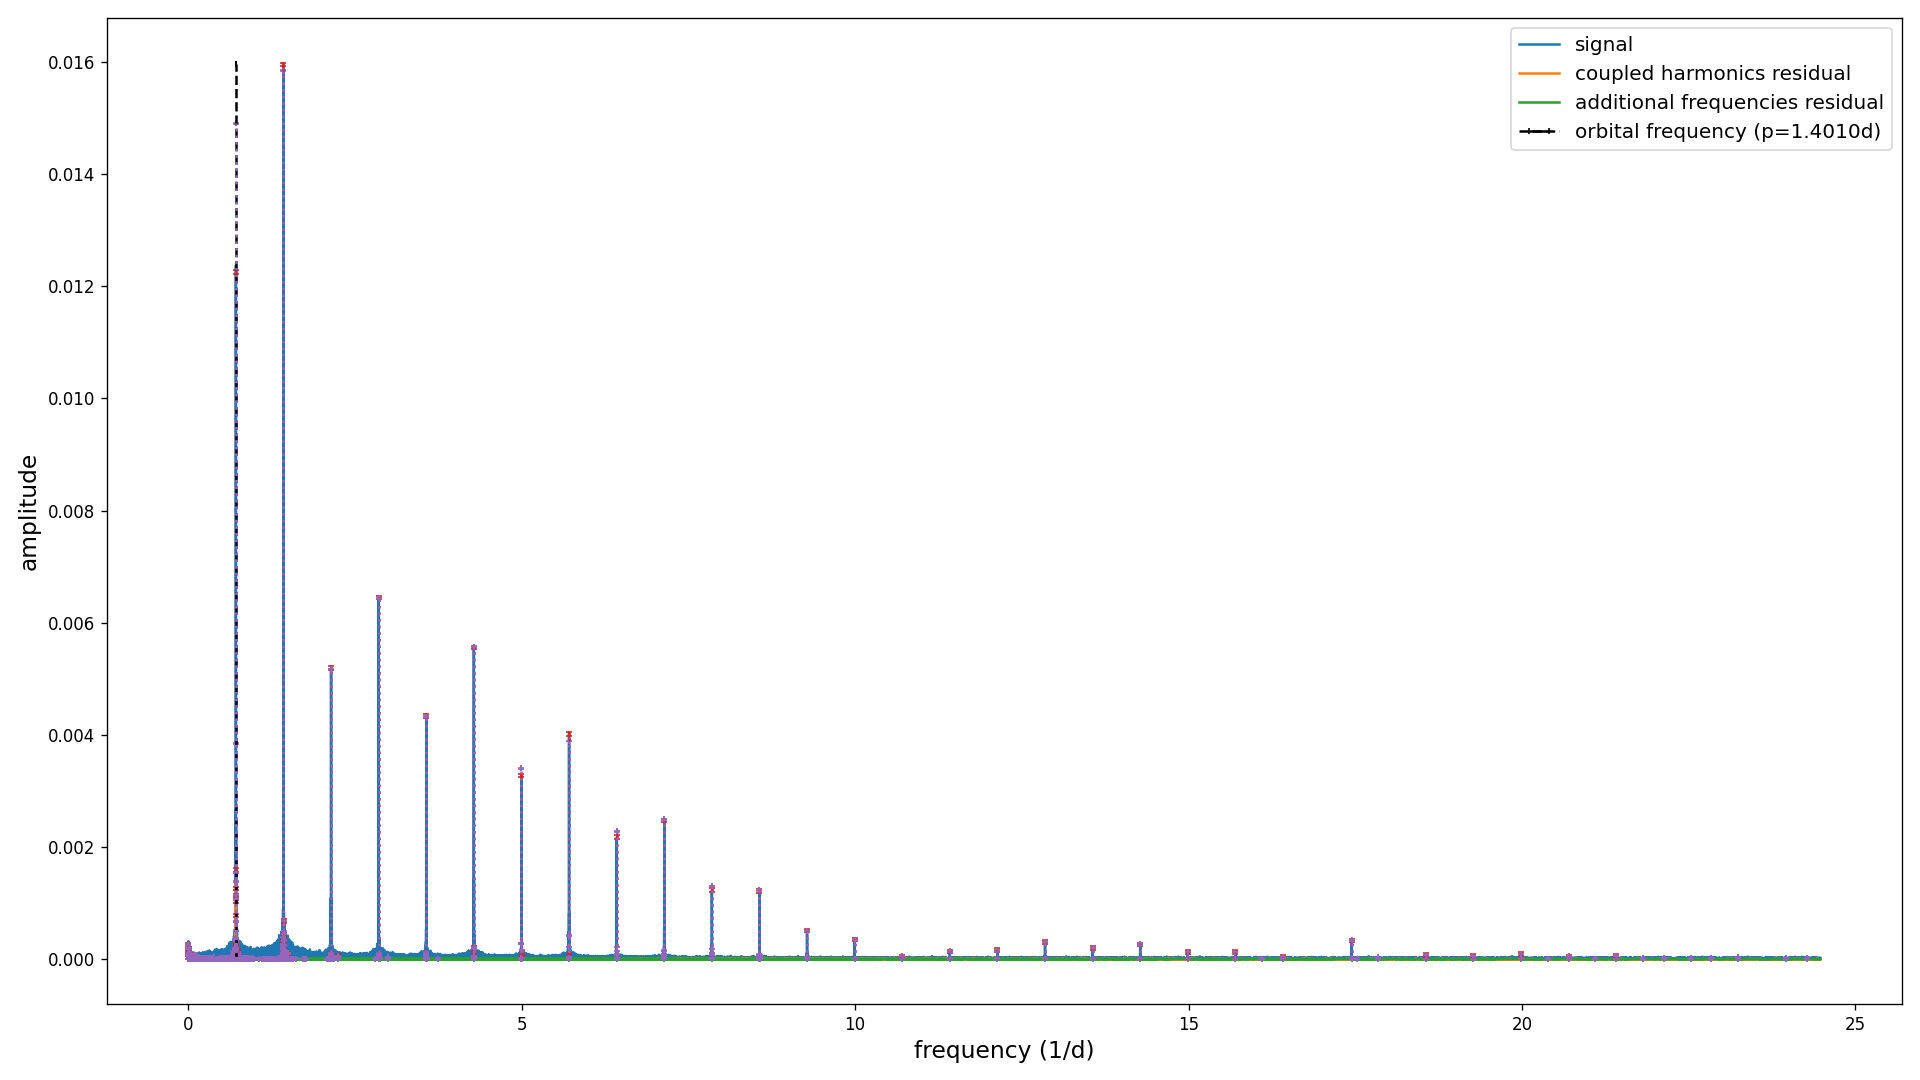 signal
coupled harmonics residual
additional frequencies residual
orbital frequency (p=1.4010d)
0.016
0.014
0.012
0.010
0.008
0.006
0.004
0.002
0.000
amplitude
0 5 10 15 20 25
frequency (1/d)